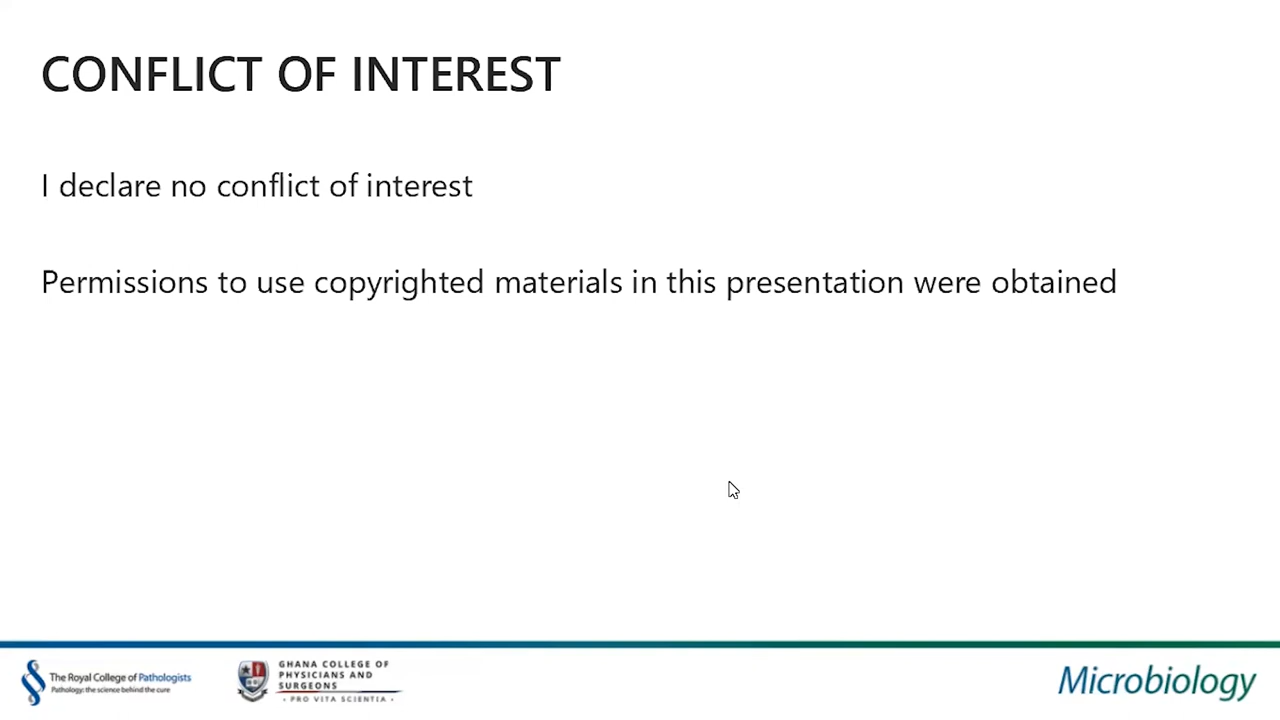 CONFLICT OF INTEREST
I declare no conflict of interest
Permissions to use copyrighted materials in this presentation were obtained
The Royal College of Pathologists
Pathology: the science behind the cure
GHANA COLLEGE OF
PHYSICIANS AND
SURGEONS
• PRO VITA SCIENTIA •
Microbiology